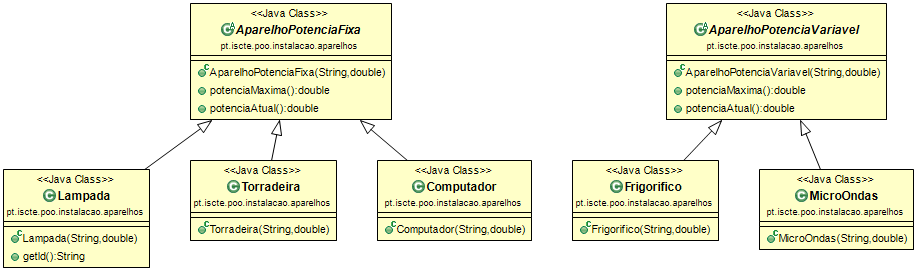 <<Java Class>>
AparelhoPotenciaFixa
pt.iscte.poo.instalacao.aparelhos
AparelhoPotenciaFixa(String,double)
potenciaMaxima():double
potenciaAtual():double
<<Java Class>>
AparelhoPotenciaVariavel
pt.iscte.poo.instalacao.aparelhos
AparelhoPotenciaVariavel(String,double)
potenciaMaxima():double
potenciaAtual():double
<<Java Class>>
Lampada
pt.iscte.poo.instalacao.aparelhos
Lampada(String,double)
getId():String
<<Java Class>>
Torradeira
pt.iscte.poo.instalacao.aparelhos
Torradeira(String,double)
<<Java Class>>
Computador
pt.iscte.poo.instalacao.aparelhos
Computador(String,double)
<<Java Class>>
Frigorifico
pt.iscte.poo.instalacao.aparelhos
Frigorifico(String,double)
<<Java Class>>
MicroOndas
pt.iscte.poo.instalacao.aparelhos
MicroOndas(String,double)